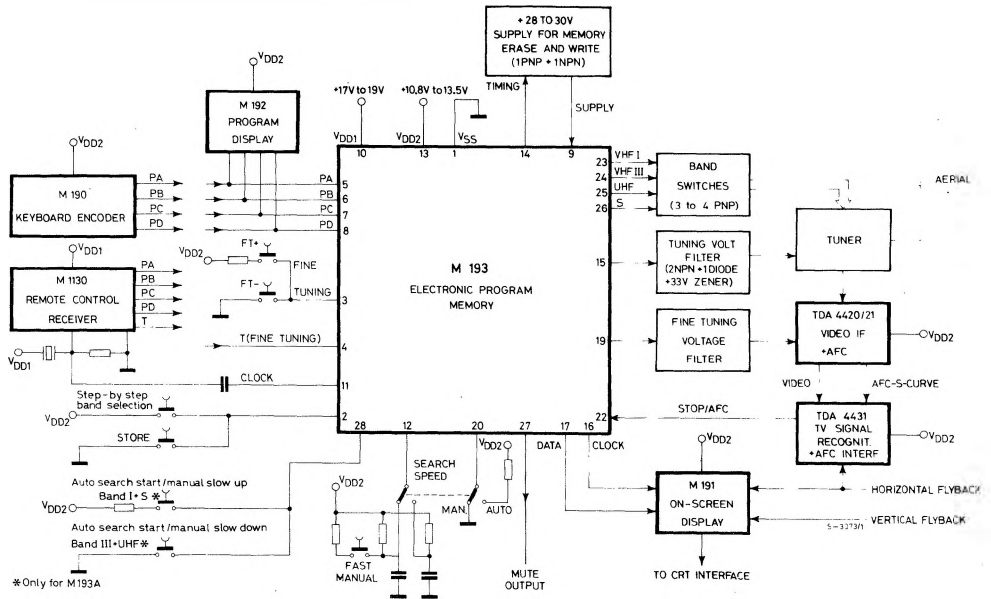 + 28 TO 30V
SUPPLY FOR MEMORY
ERASE AND WRITE
(1PNP + 1NPN)
TIMING
SUPPLY
VDD2
M 192
PROGRAM
DISPLAY
+17V to 19V
+10,8V to 13.5V
VDD1
VDD2
VSS
10
13
1
14
9
VDD2
M 190
KEYBOARD ENCODER
PA
PB
PC
PD
PA
PB
PC
PD
5
6
7
8
VDD1
M 1130
REMOTE CONTROL
RECEIVER
PA
PB
PC
PD
T
VDD1
VDD2
FT+
FINE
FT-
TUNING
3
T(FINE TUNING)
4
CLOCK
11
M 193
ELECTRONIC PROGRAM
MEMORY
23
24
25
26
VHF I
VHF III
UHF
S
BAND
SWITCHES
(3 to 4 PNP)
AERIAL
TUNER
15
TUNING VOLT
FILTER
(2NPN +1DIODE
+33V ZENER)
19
FINE TUNING
VOLTAGE
FILTER
TDA 4420/21
VIDEO IF
+AFC
VDD2
VIDEO
AFC-S-CURVE
22
STOP/AFC
TDA 4431
TV SIGNAL
RECOGNIT.
+AFC INTERF
VDD2
Step-by step
band selection
VDD2
2
STORE
28
12
20
27
17
16
DATA
CLOCK
VDD2
M 191
ON-SCREEN
DISPLAY
HORIZONTAL FLYBACK
VERTICAL FLYBACK
S-3073/1
TO CRT INTERFACE
Auto search start/manual slow up
Band I+S *
VDD2
Auto search start/manual slow down
Band III+UHF*
*Only for M193A
SEARCH
SPEED
VDD2
MAN.
AUTO
VDD2
FAST
MANUAL
MUTE
OUTPUT